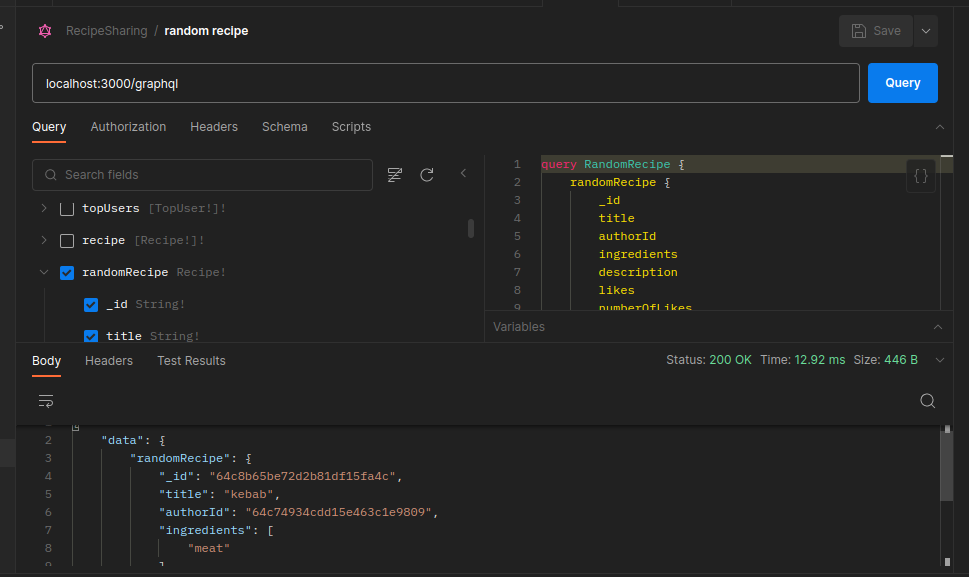 RecipeSharing / random recipe
Save
localhost:3000/graphql
Query
Query Authorization Headers Schema Scripts
Search fields
topUsers [TopUser!]!
recipe [Recipe!]!
randomRecipe Recipe!
_id String!
title String!
1 query RandomRecipe {
2 randomRecipe {
3 _id
4 title
5 authorId
6 ingredients
7 description
8 likes
9 numberOfLikes
{}
Variables
Body Headers Test Results
Status: 200 OK Time: 12.92 ms Size: 446 B
2 "data": {
3 "randomRecipe": {
4 "_id": "64c8b65be72d2b81df15fa4c",
5 "title": "kebab",
6 "authorId": "64c74934cdd15e463c1e9809",
7 "ingredients": [
8 "meat"
9 ]